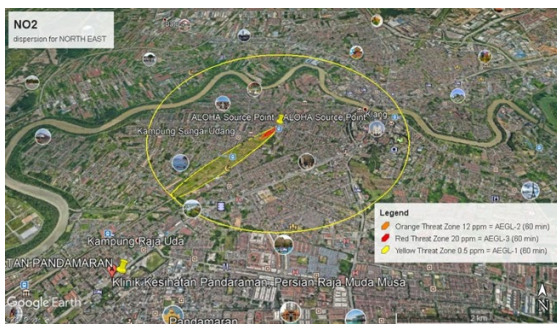 NO2
dispersion for NORTH EAST
ALOHA Source Point
ALOHA Source Point
Klang
Kampung Sungai Udang
Legend
Orange Threat Zone 12 ppm = AEGL-2 (60 min)
Red Threat Zone 20 ppm = AEGL-3 (60 min)
Yellow Threat Zone 0.5 ppm = AEGL-1 (60 min)
Kampung Raja Uda
TAN PANDAMARAN
Klinik Kesihatan Pandaraman, Persian Raja Muda Musa
Google Earth
Pandamaran
2 km